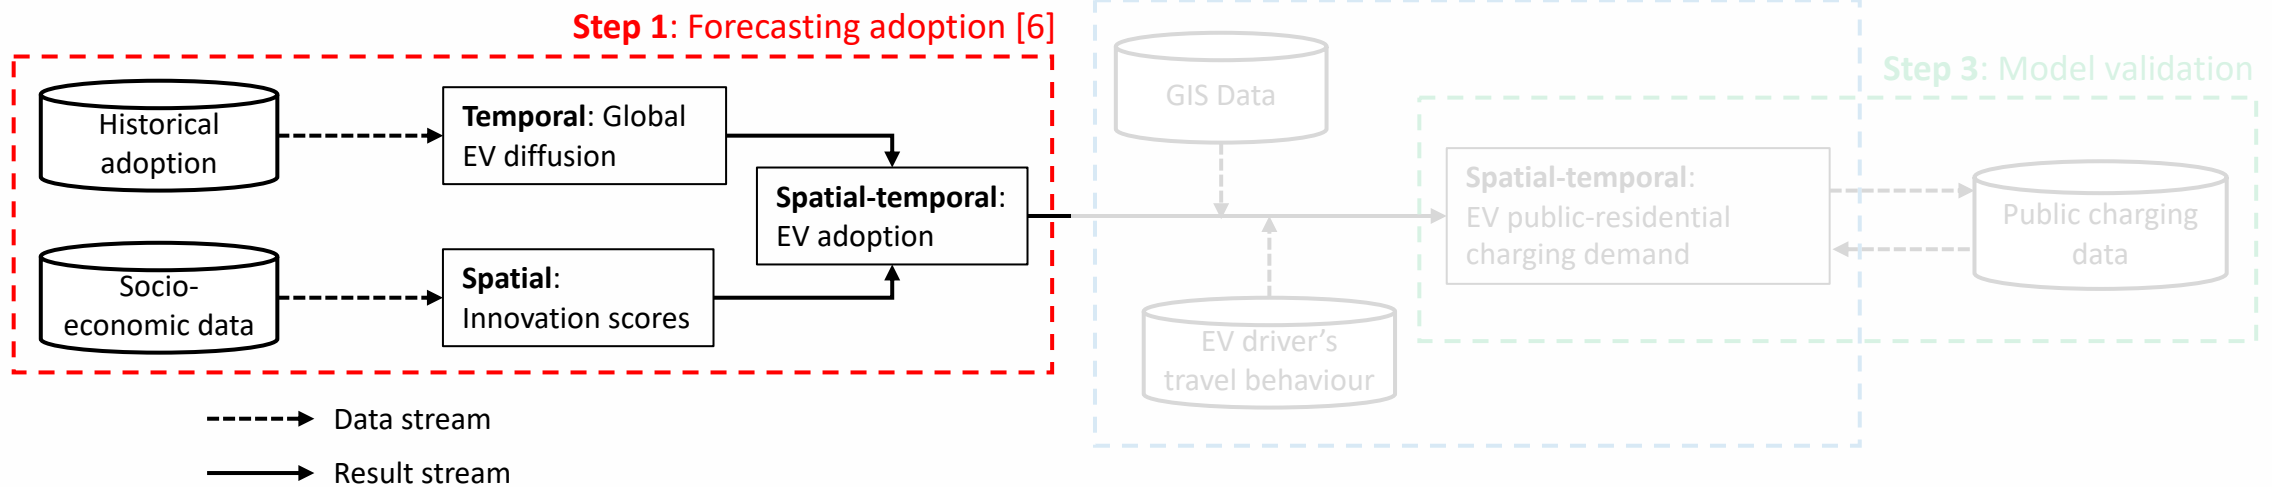 Step 1: Forecasting adoption [6]
Historical
adoption
Temporal: Global
EV diffusion
Socio-
economic data
Spatial:
Innovation scores
Spatial-temporal:
EV adoption
GIS Data
EV driver's
travel behaviour
Step 3: Model validation
Spatial-temporal:
EV public-residential
charging demand
Public charging
data
Data stream
Result stream